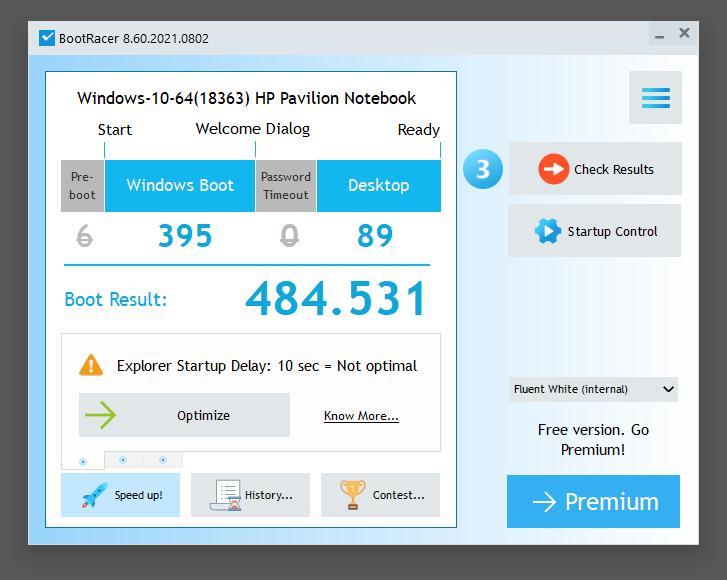 BootRacer 8.60.2021.0802
Windows-10-64(18363) HP Pavilion Notebook
Start Welcome Dialog Ready
Pre-boot Windows Boot Password Timeout Desktop
6 395 0 89
Boot Result: 484.531
Explorer Startup Delay: 10 sec = Not optimal
Optimize Know More...
Speed up! History... Contest...
3 Check Results
Startup Control
Fluent White (internal)
Free version. Go
Premium!
Premium